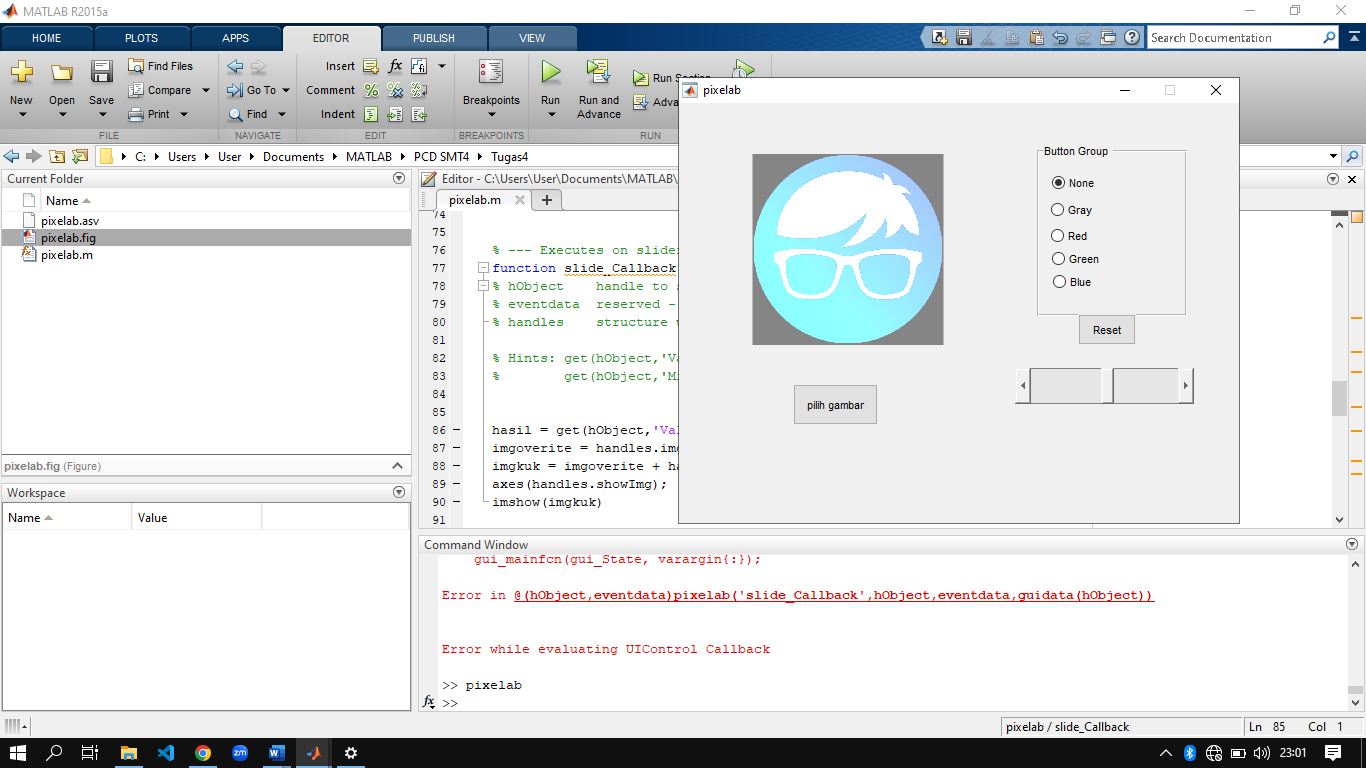 MATLAB R2015a
HOME PLOTS APPS EDITOR PUBLISH VIEW
Search Documentation
New Open Save Find Files Compare Print
Go To Find
Insert fx
Comment
Indent
Breakpoints
Run Run and Advance Run Section
FILE NAVIGATE EDIT BREAKPOINTS RUN
C: Users User Documents MATLAB PCD SMT4 Tugas4
Current Folder
Name
pixelab.asv
pixelab.fig
pixelab.m
pixelab.fig (Figure)
Workspace
Name Value
Editor - C:\Users\User\Documents\MATLAB\
pixelab.m
74
75
76 % --- Executes on slider
77 function slide_Callback
78 % hObject    handle to
79 % eventdata  reserved -
80 % handles    structure
81
82 % Hints: get(hObject,'Va
83 %        get(hObject,'Mi
84
85
86 hasil = get(hObject,'Val
87 imgoverite = handles.img
88 imgkuk = imgoverite + ha
89 axes(handles.showImg);
90 imshow(imgkuk)
91
pixelab
Button Group
None
Gray
Red
Green
Blue
Reset
pilih gambar
Command Window
gui_mainfcn(gui_State, varargin{:});
Error in @(hObject,eventdata)pixelab('slide_Callback',hObject,eventdata,guidata(hObject))
Error while evaluating UIControl Callback
>> pixelab
fx >>
pixelab / slide_Callback Ln 85 Col 1
zm
23:01